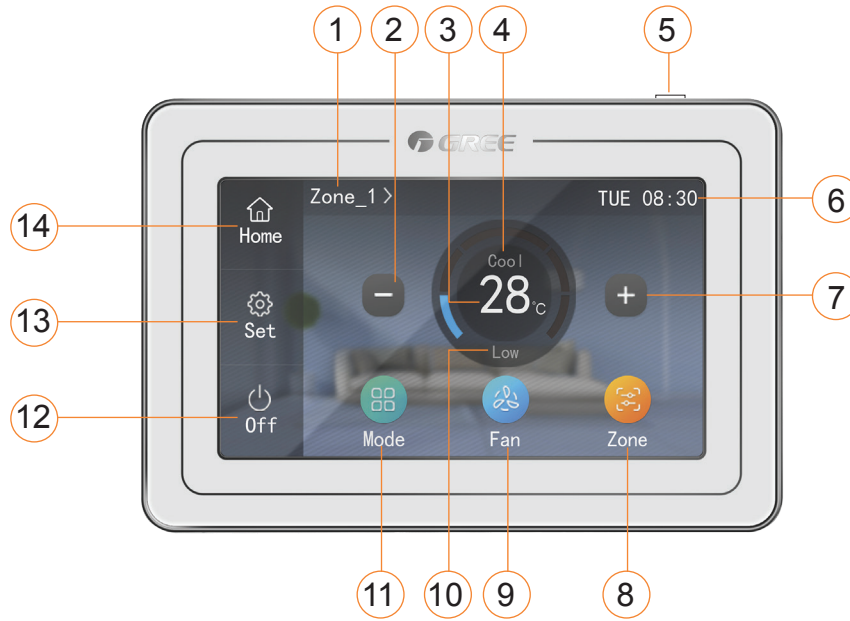 1 2 3 4 5
GREE
Zone_1 > TUE 08:30 6
14 Home
Cool
28°C
7
13 Set
Low
12 Off
Mode Fan Zone
11 10 9 8